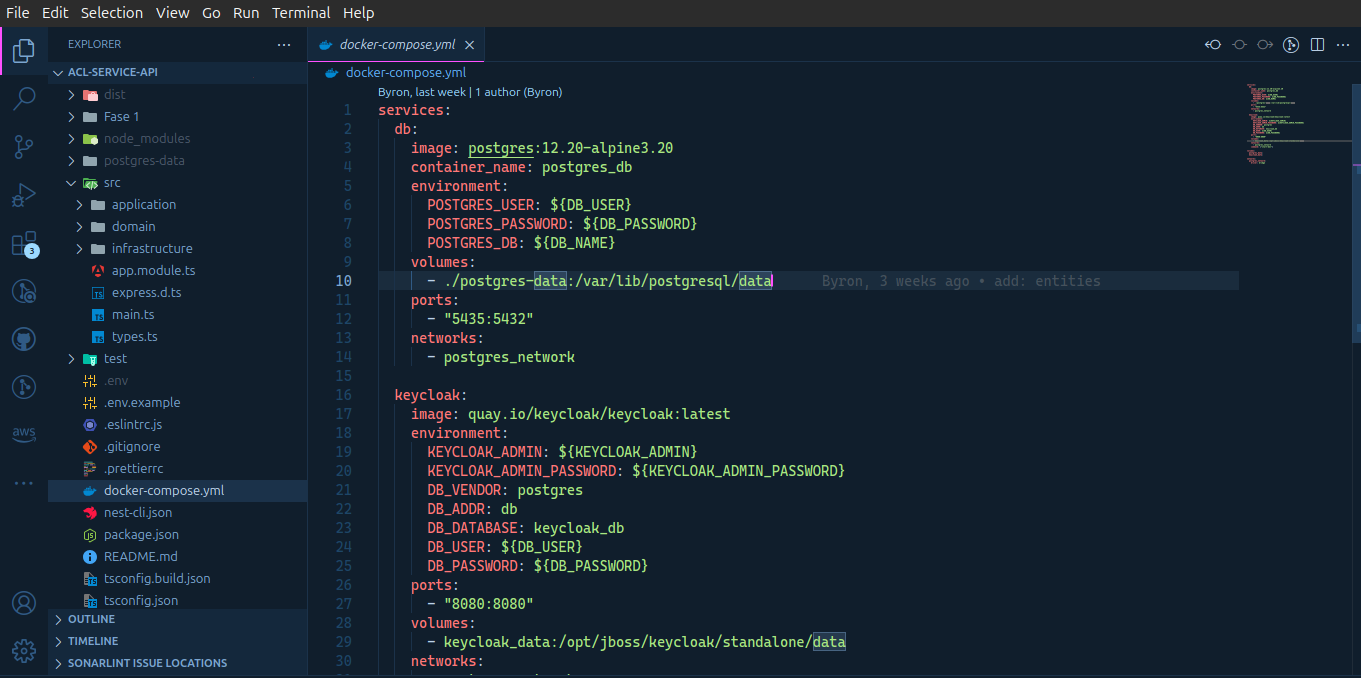 File Edit Selection View Go Run Terminal Help
EXPLORER
docker-compose.yml
ACL-SERVICE-API
dist
Fase 1
node_modules
postgres-data
src
application
domain
infrastructure
app.module.ts
express.d.ts
main.ts
types.ts
test
.env
.env.example
.eslintrc.js
.gitignore
.prettierrc
docker-compose.yml
nest-cli.json
package.json
README.md
tsconfig.build.json
tsconfig.json
OUTLINE
TIMELINE
SONARLINT ISSUE LOCATIONS
3
aws
docker-compose.yml
Byron, last week | 1 author (Byron)
1 services:
2 db:
3 image: postgres:12.20-alpine3.20
4 container_name: postgres_db
5 environment:
6 POSTGRES_USER: ${DB_USER}
7 POSTGRES_PASSWORD: ${DB_PASSWORD}
8 POSTGRES_DB: ${DB_NAME}
9 volumes:
10 - ./postgres-data:/var/lib/postgresql/data Byron, 3 weeks ago • add: entities
11 ports:
12 - "5435:5432"
13 networks:
14 - postgres_network
15
16 keycloak:
17 image: quay.io/keycloak/keycloak:latest
18 environment:
19 KEYCLOAK_ADMIN: ${KEYCLOAK_ADMIN}
20 KEYCLOAK_ADMIN_PASSWORD: ${KEYCLOAK_ADMIN_PASSWORD}
21 DB_VENDOR: postgres
22 DB_ADDR: db
23 DB_DATABASE: keycloak_db
24 DB_USER: ${DB_USER}
25 DB_PASSWORD: ${DB_PASSWORD}
26 ports:
27 - "8080:8080"
28 volumes:
29 - keycloak_data:/opt/jboss/keycloak/standalone/data
30 networks: